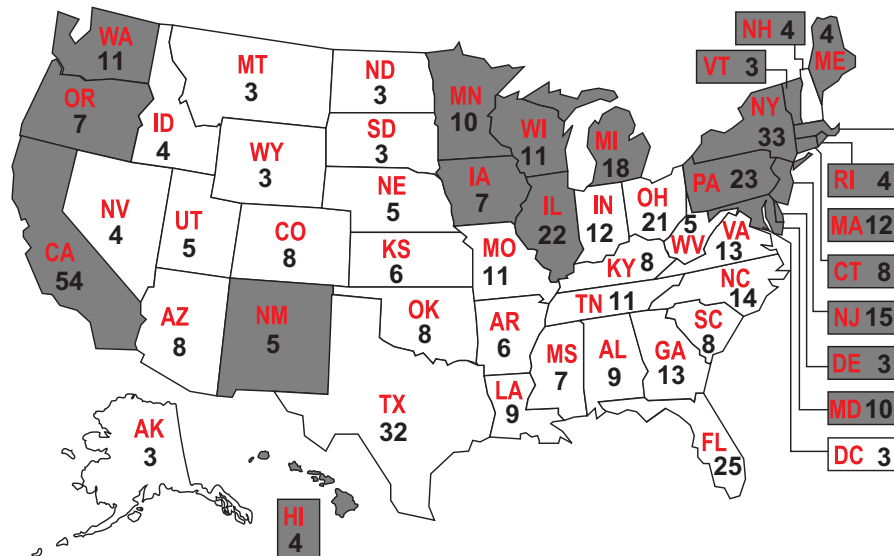 NH 4
4
ME
VT 3
WA
11
MT
3
ND
3
MN
10
OR
7
ID
4
SD
3
WI
11
MI
18
NY
33
WY
3
RI 4
IA
7
PA 23
NE
5
NV
4
UT
5
CO
8
IL
22
IN
12
OH
21
5
WV
VA
13
MA 12
CA
54
KS
6
MO
11
KY 8
CT 8
NC
14
TN 11
AZ
8
NM
5
OK
8
AR
6
SC
8
NJ 15
MS
7
AL
9
GA
13
DE 3
TX
32
LA
9
MD 10
AK
3
FL
25
DC 3
HI
4